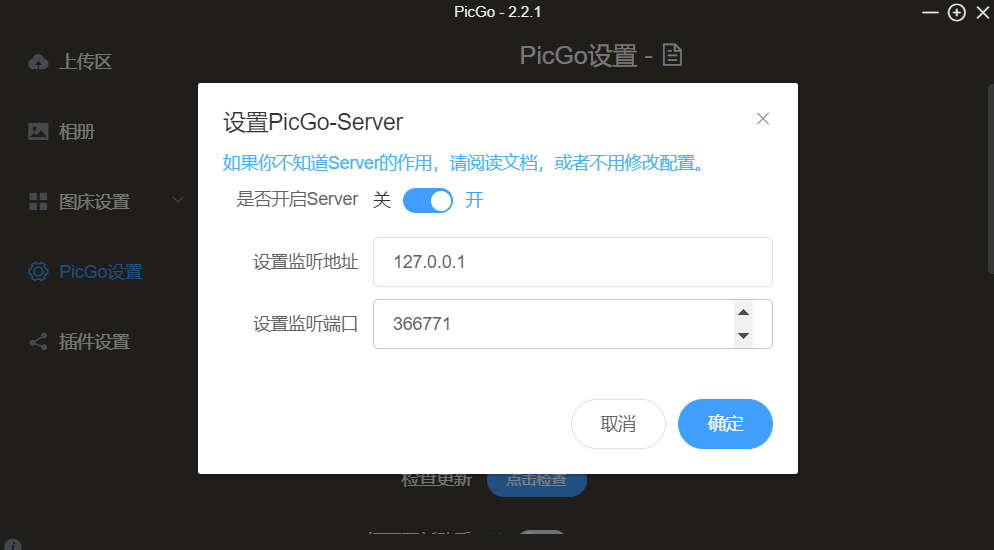 PicGo - 2.2.1
上传区
PicGo设置 -
相册
图床设置
PicGo设置
插件设置
设置PicGo-Server
如果你不知道Server的作用，请阅读文档，或者不用修改配置。
是否开启Server 关 开
设置监听地址 127.0.0.1
设置监听端口 366771
取消 确定
检查更新 点击检查